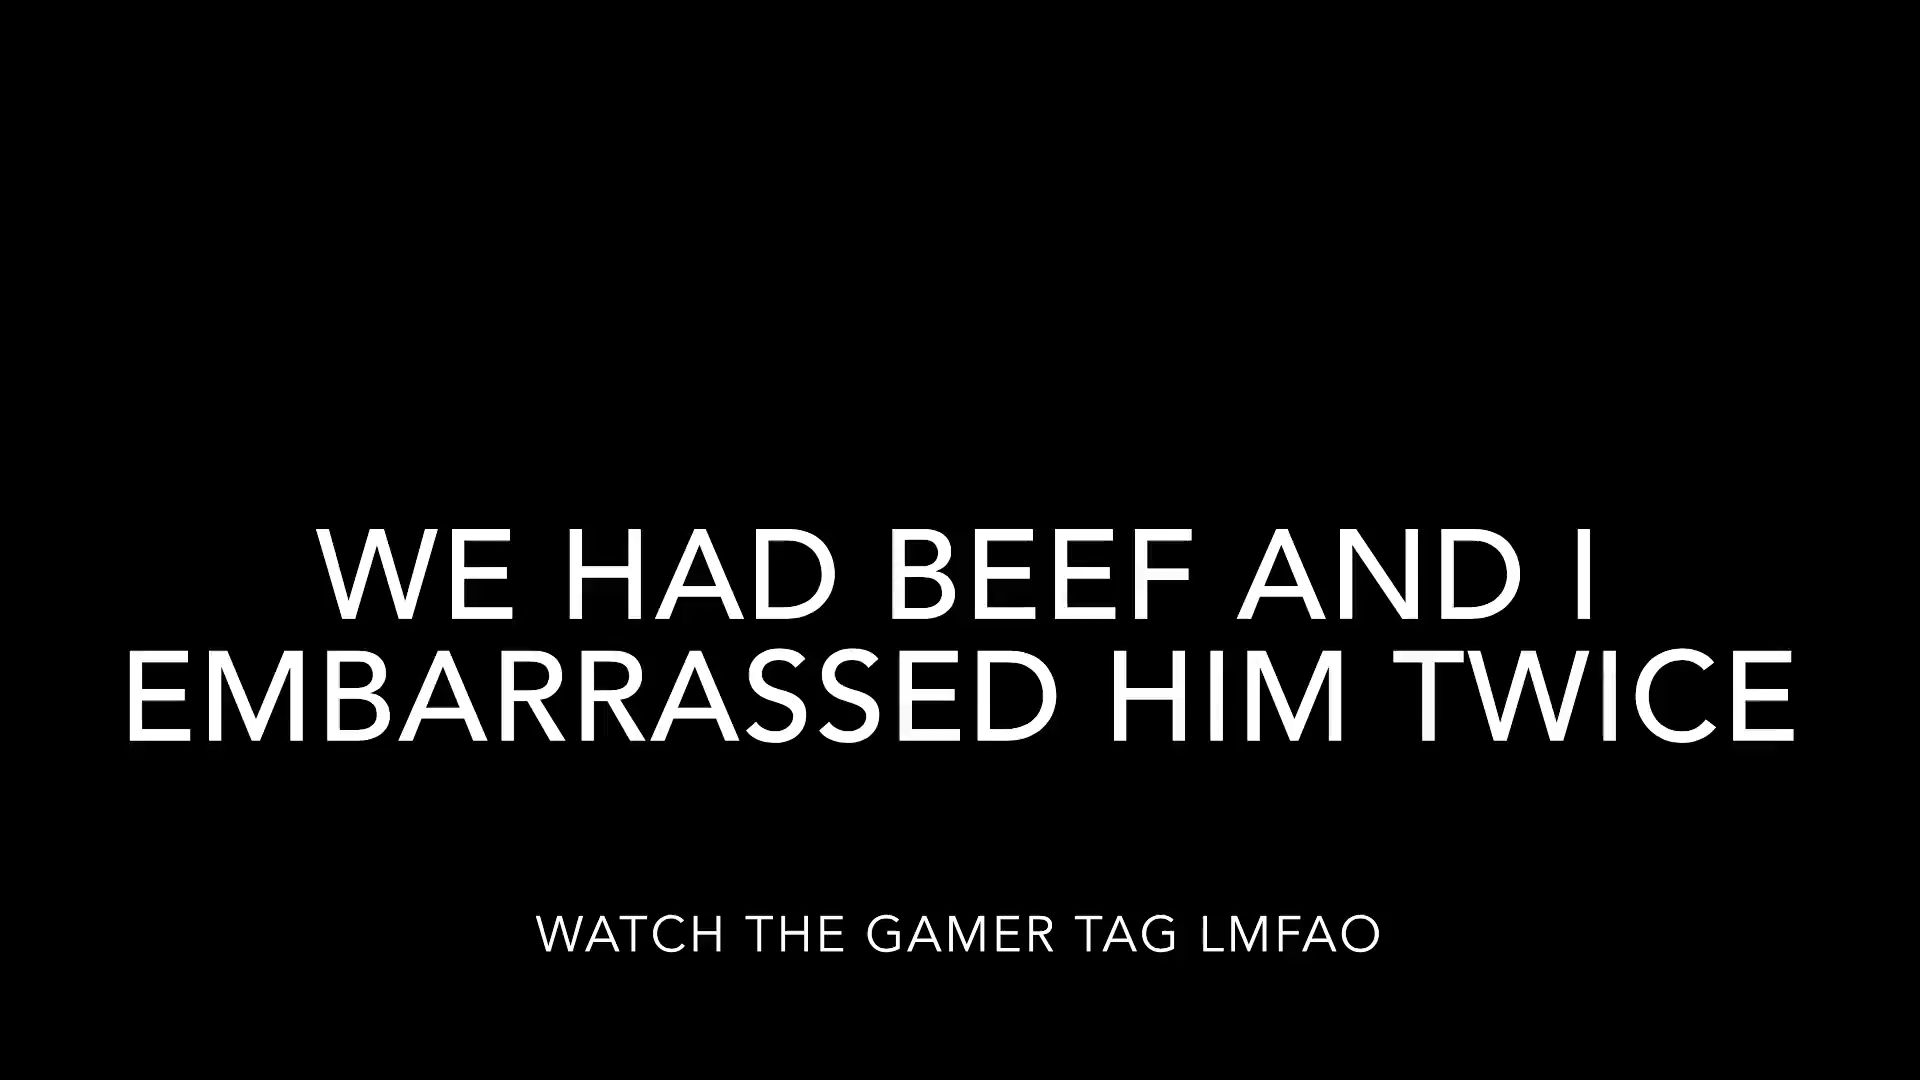 WE HAD BEEF AND I
EMBARRASSED HIM TWICE
WATCH THE GAMER TAG LMFAO